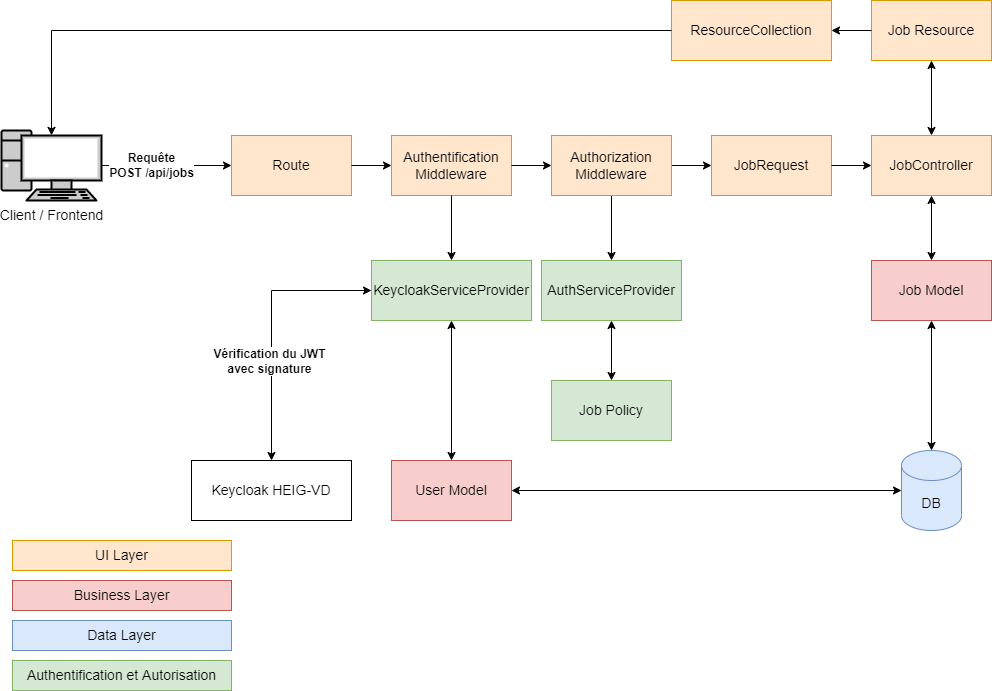 ResourceCollection
Job Resource
Requête
POST /api/jobs
Route
Authentification
Middleware
Authorization
Middleware
JobRequest
JobController
Client / Frontend
KeycloakServiceProvider
AuthServiceProvider
Job Model
Vérification du JWT
avec signature
Job Policy
Keycloak HEIG-VD
User Model
DB
UI Layer
Business Layer
Data Layer
Authentification et Autorisation